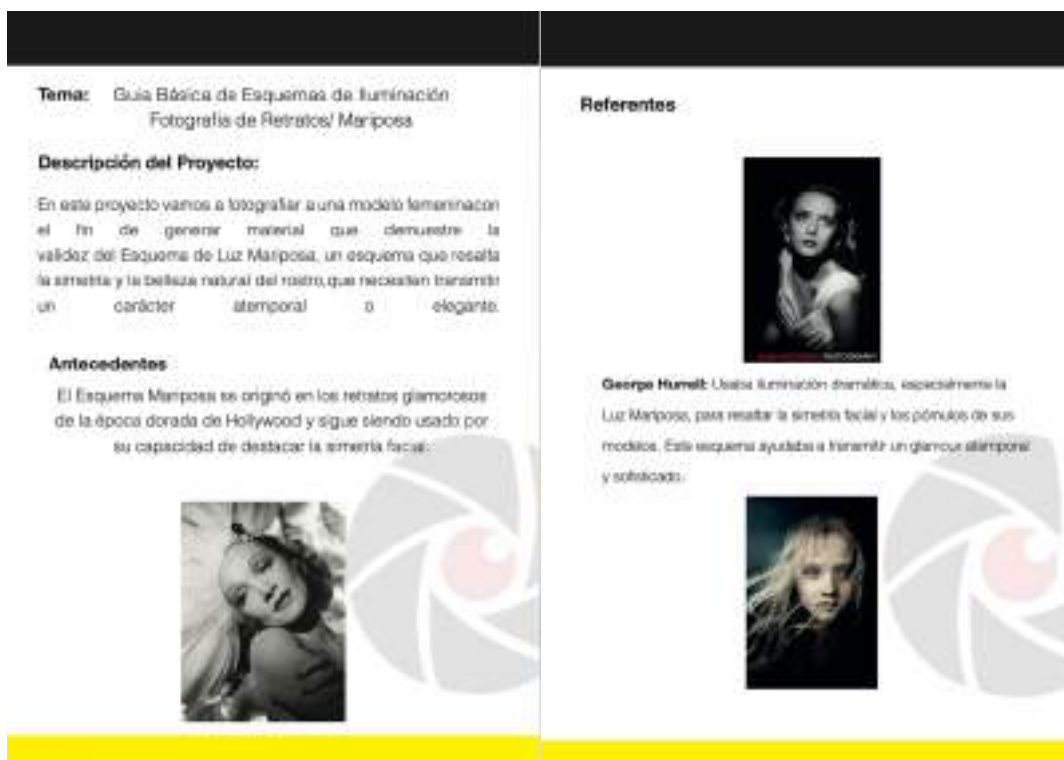 Tema: Guia Básica de Esquemas de Iluminación
Fotografía de Retratos/ Mariposa
Descripción del Proyecto:
En este proyecto vamos a fotografiar a una modelo femeninacon
el fin de generar material que demuestre la
validez del Esquema de Luz Mariposa, un esquema que resalta
la simetría y la belleza natural del rostro, que necesiten transmitir
un carácter atemporal o elegante.
Antecedentes
El Esquema Mariposa se originó en los retratos glamorosos
de la época dorada de Hollywood y sigue siendo usado por
su capacidad de destacar la simetría facial.
Referentes
PHOTOGRAPHY
George Hurrell: Usaba iluminación dramática, especialmente la
Luz Mariposa, para resaltar la simetría facial y los pómulos de sus
modelos. Este esquema ayudaba a transmitir un glamour atemporal
y sofisticado.